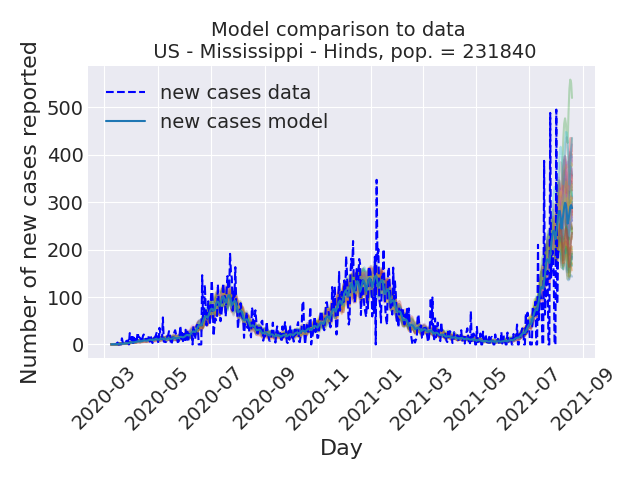 Model comparison to data
US - Mississippi - Hinds, pop. = 231840
Number of new cases reported
500
400
300
200
100
0
new cases data
new cases model
2020-03
2020-05
2020-07
2020-09
2020-11
2021-01
2021-03
2021-05
2021-07
2021-09
Day